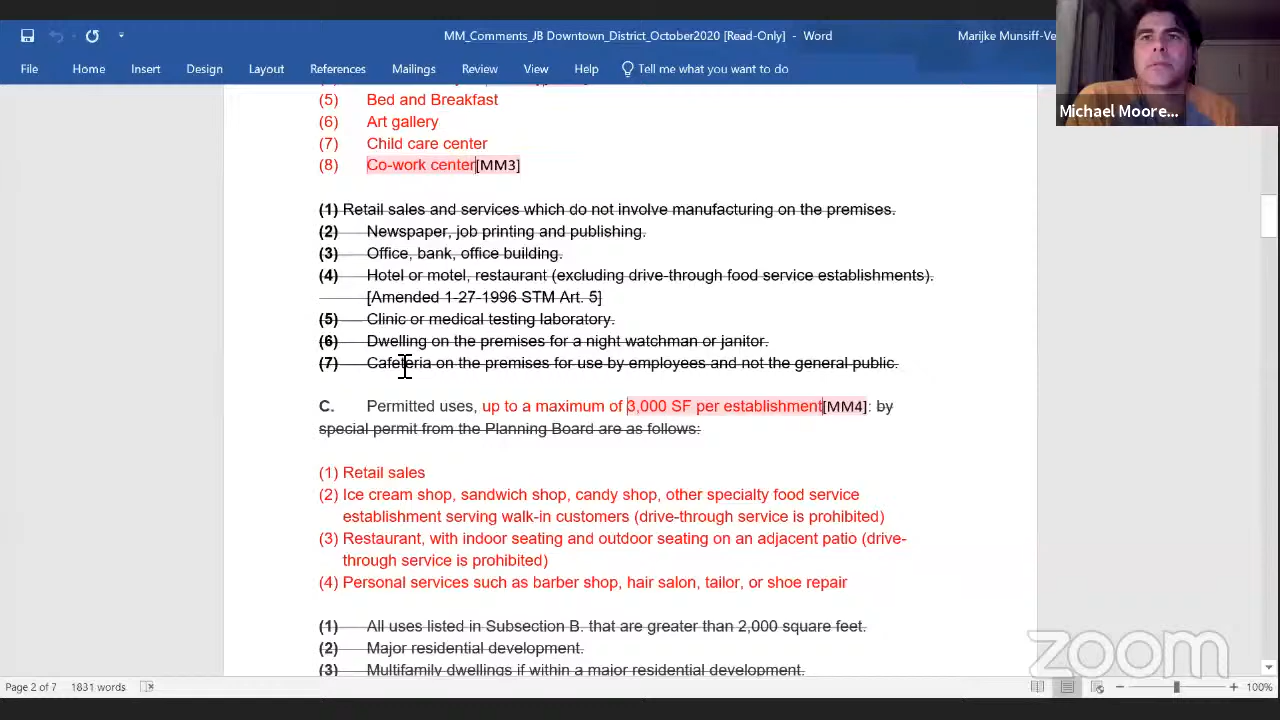 MM_Comments_JB Downtown_District_October2020 [Read-Only] - Word
Marijke Munsiff-Ve
File Home Insert Design Layout References Mailings Review View Help Tell me what you want to do
Michael Moore...
(5) Bed and Breakfast
(6) Art gallery
(7) Child care center
(8) Co-work center[MM3]
(1) Retail sales and services which do not involve manufacturing on the premises.
(2) Newspaper, job printing and publishing.
(3) Office, bank, office building.
(4) Hotel or motel, restaurant (excluding drive-through food service establishments).
[Amended 1-27-1996 STM Art. 5]
(5) Clinic or medical testing laboratory.
(6) Dwelling on the premises for a night watchman or janitor.
(7) Cafeteria on the premises for use by employees and not the general public.
C. Permitted uses, up to a maximum of 3,000 SF per establishment[MM4]: by
special permit from the Planning Board are as follows:
(1) Retail sales
(2) Ice cream shop, sandwich shop, candy shop, other specialty food service
establishment serving walk-in customers (drive-through service is prohibited)
(3) Restaurant, with indoor seating and outdoor seating on an adjacent patio (drive-
through service is prohibited)
(4) Personal services such as barber shop, hair salon, tailor, or shoe repair
(1) All uses listed in Subsection B. that are greater than 2,000 square feet.
(2) Major residential development.
(3) Multifamily dwellings if within a major residential development.
zoom
Page 2 of 7 1831 words 100%